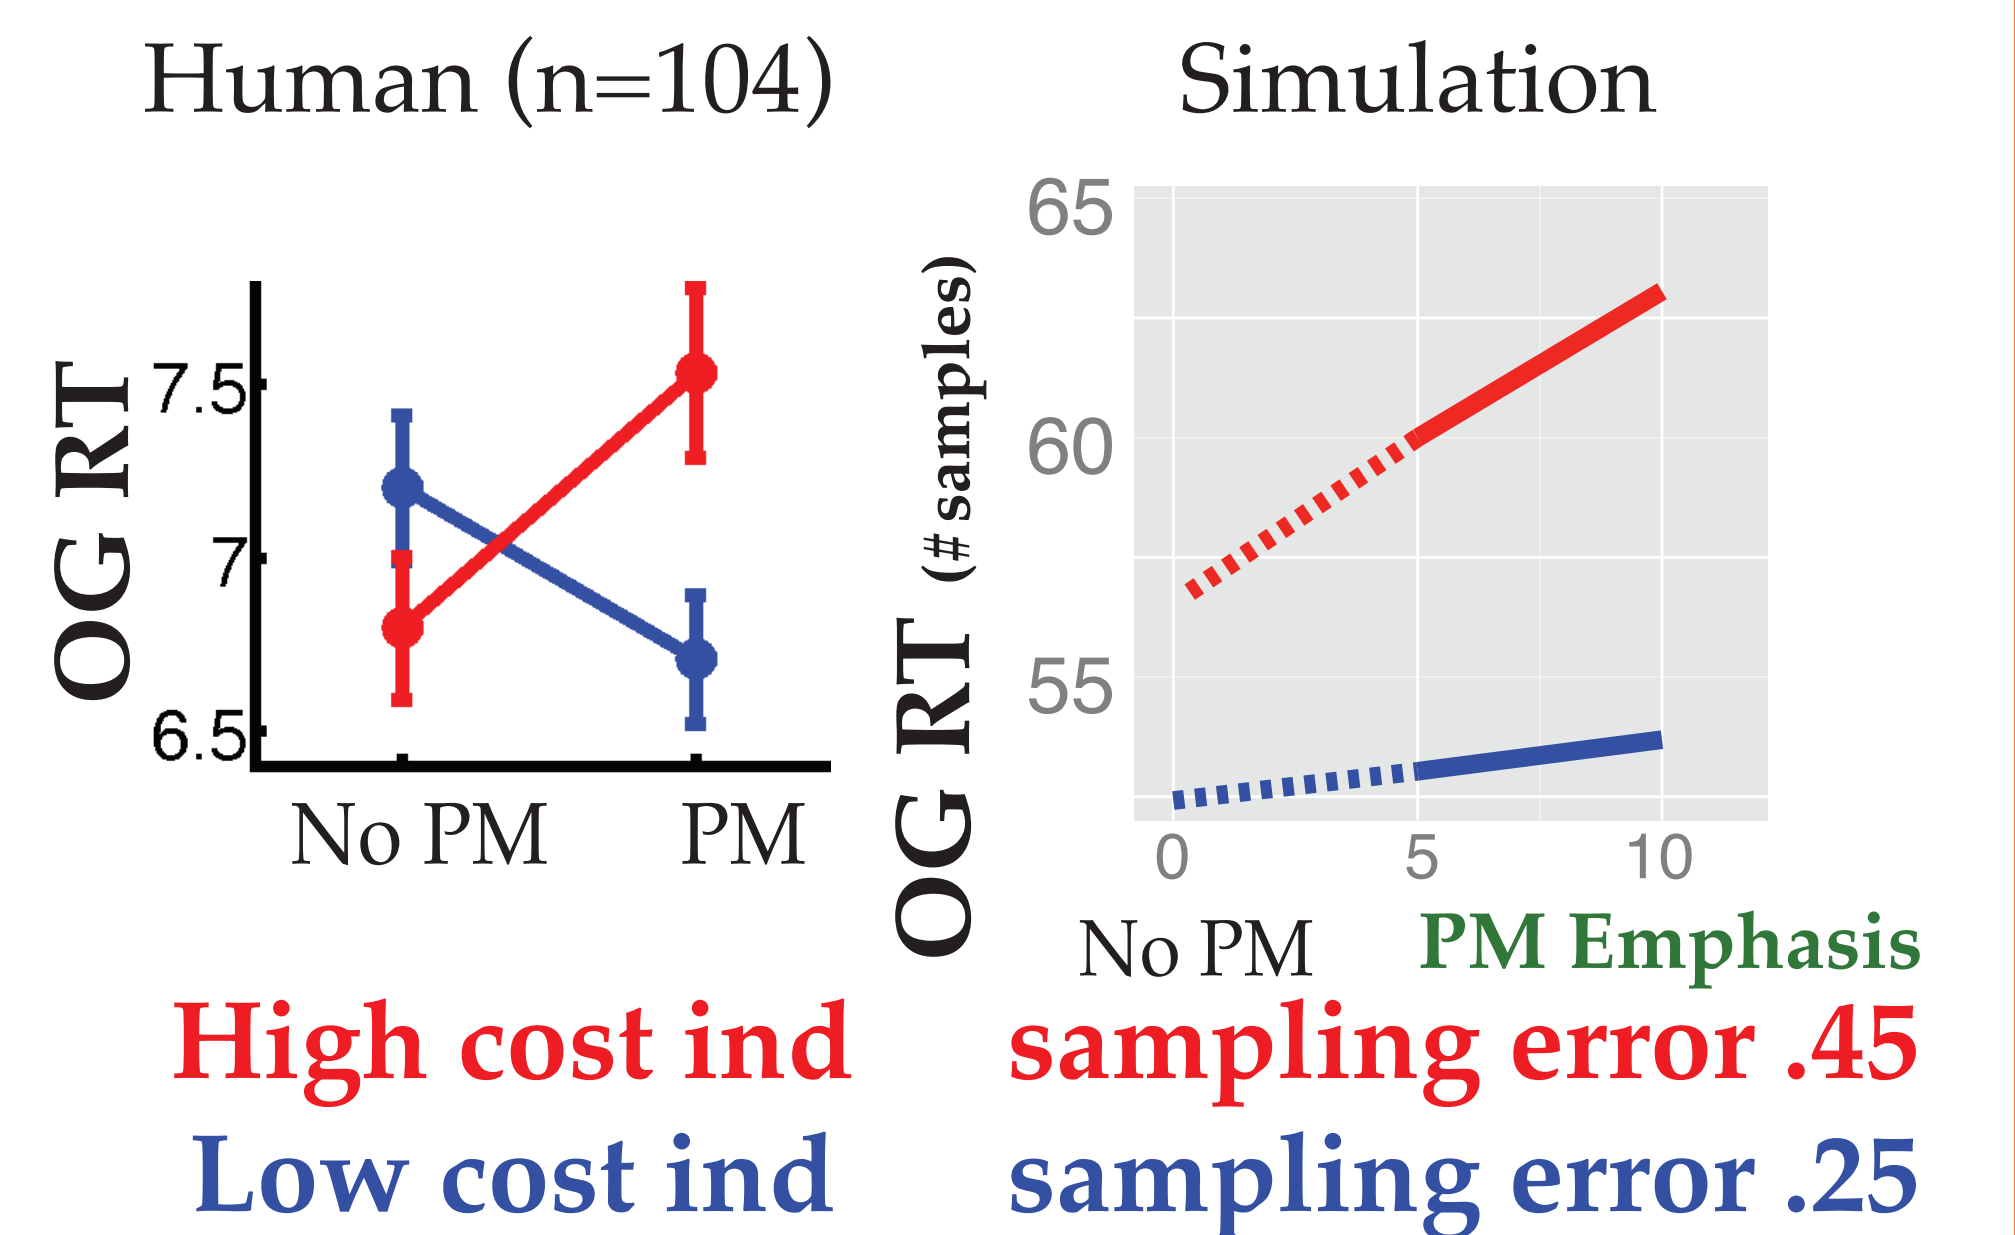 Human (n=104)
OG RT
7.5
7
6.5
No PM PM
High cost ind
Low cost ind
Simulation
OG RT (# samples)
65
60
55
0 5 10
No PM PM Emphasis
sampling error .45
sampling error .25